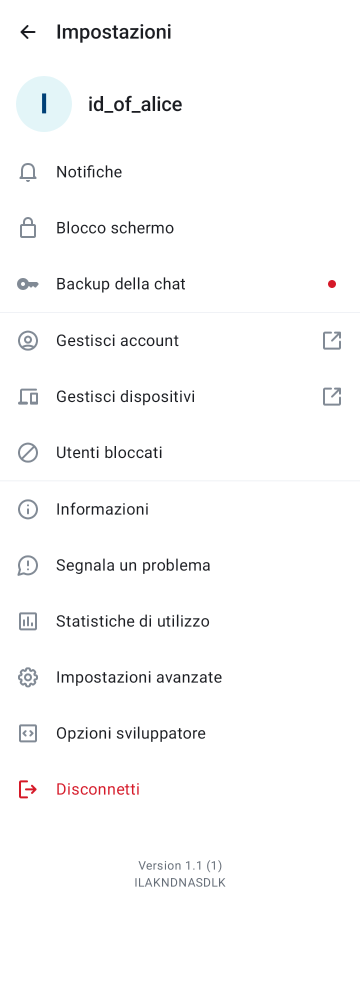 Impostazioni
I
id_of_alice
Notifiche
Blocco schermo
Backup della chat
Gestisci account
Gestisci dispositivi
Utenti bloccati
Informazioni
Segnala un problema
Statistiche di utilizzo
Impostazioni avanzate
Opzioni sviluppatore
Disconnetti
Version 1.1 (1)
ILAKNDNASDLK